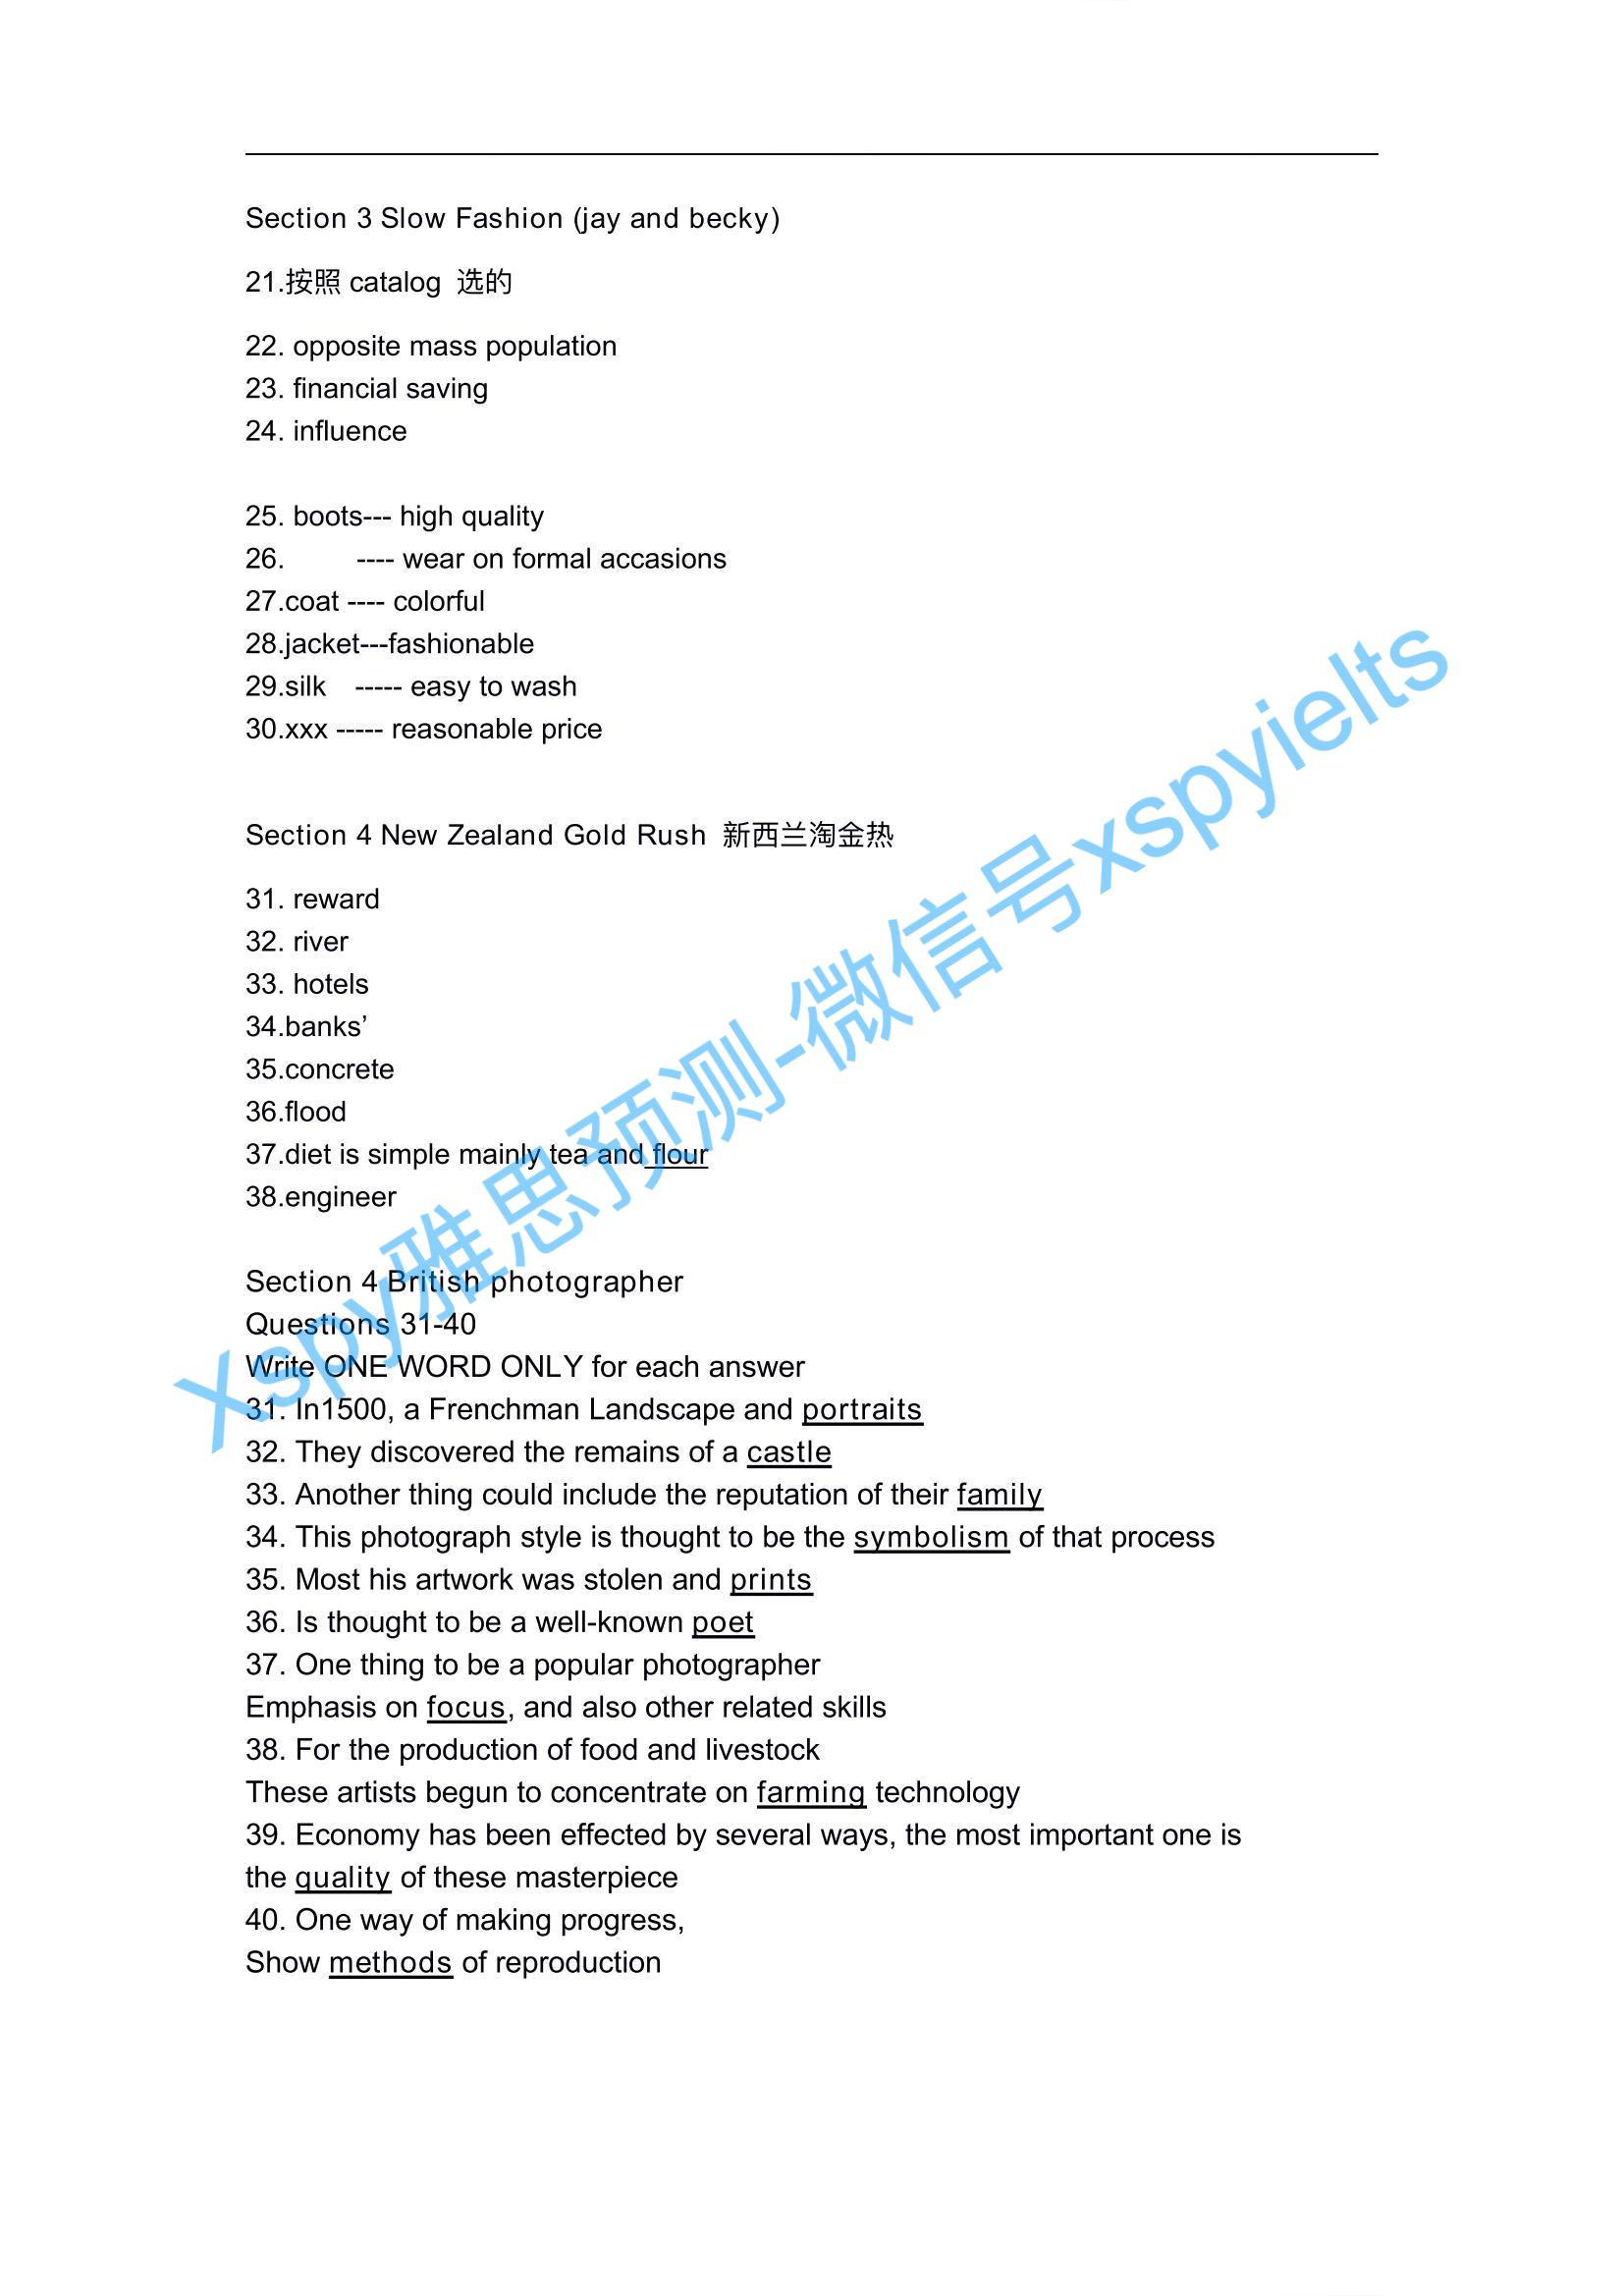 Section 3 Slow Fashion (jay and becky)
21.按照 catalog 选的
22. opposite mass population
23. financial saving
24. influence
25. boots--- high quality
26. ---- wear on formal accasions
27.coat ---- colorful
28.jacket---fashionable
29.silk ----- easy to wash
30.xxx ----- reasonable price
Section 4 New Zealand Gold Rush 新西兰淘金热
31. reward
32. river
33. hotels
34.banks’
35.concrete
36.flood
37.diet is simple mainly tea and flour
38.engineer
Section 4 British photographer
Questions 31-40
Write ONE WORD ONLY for each answer
31. In1500, a Frenchman Landscape and portraits
32. They discovered the remains of a castle
33. Another thing could include the reputation of their family
34. This photograph style is thought to be the symbolism of that process
35. Most his artwork was stolen and prints
36. Is thought to be a well-known poet
37. One thing to be a popular photographer
Emphasis on focus, and also other related skills
38. For the production of food and livestock
These artists begun to concentrate on farming technology
39. Economy has been effected by several ways, the most important one is
the quality of these masterpiece
40. One way of making progress,
Show methods of reproduction
xspy雅思预测-微信号xspyielts